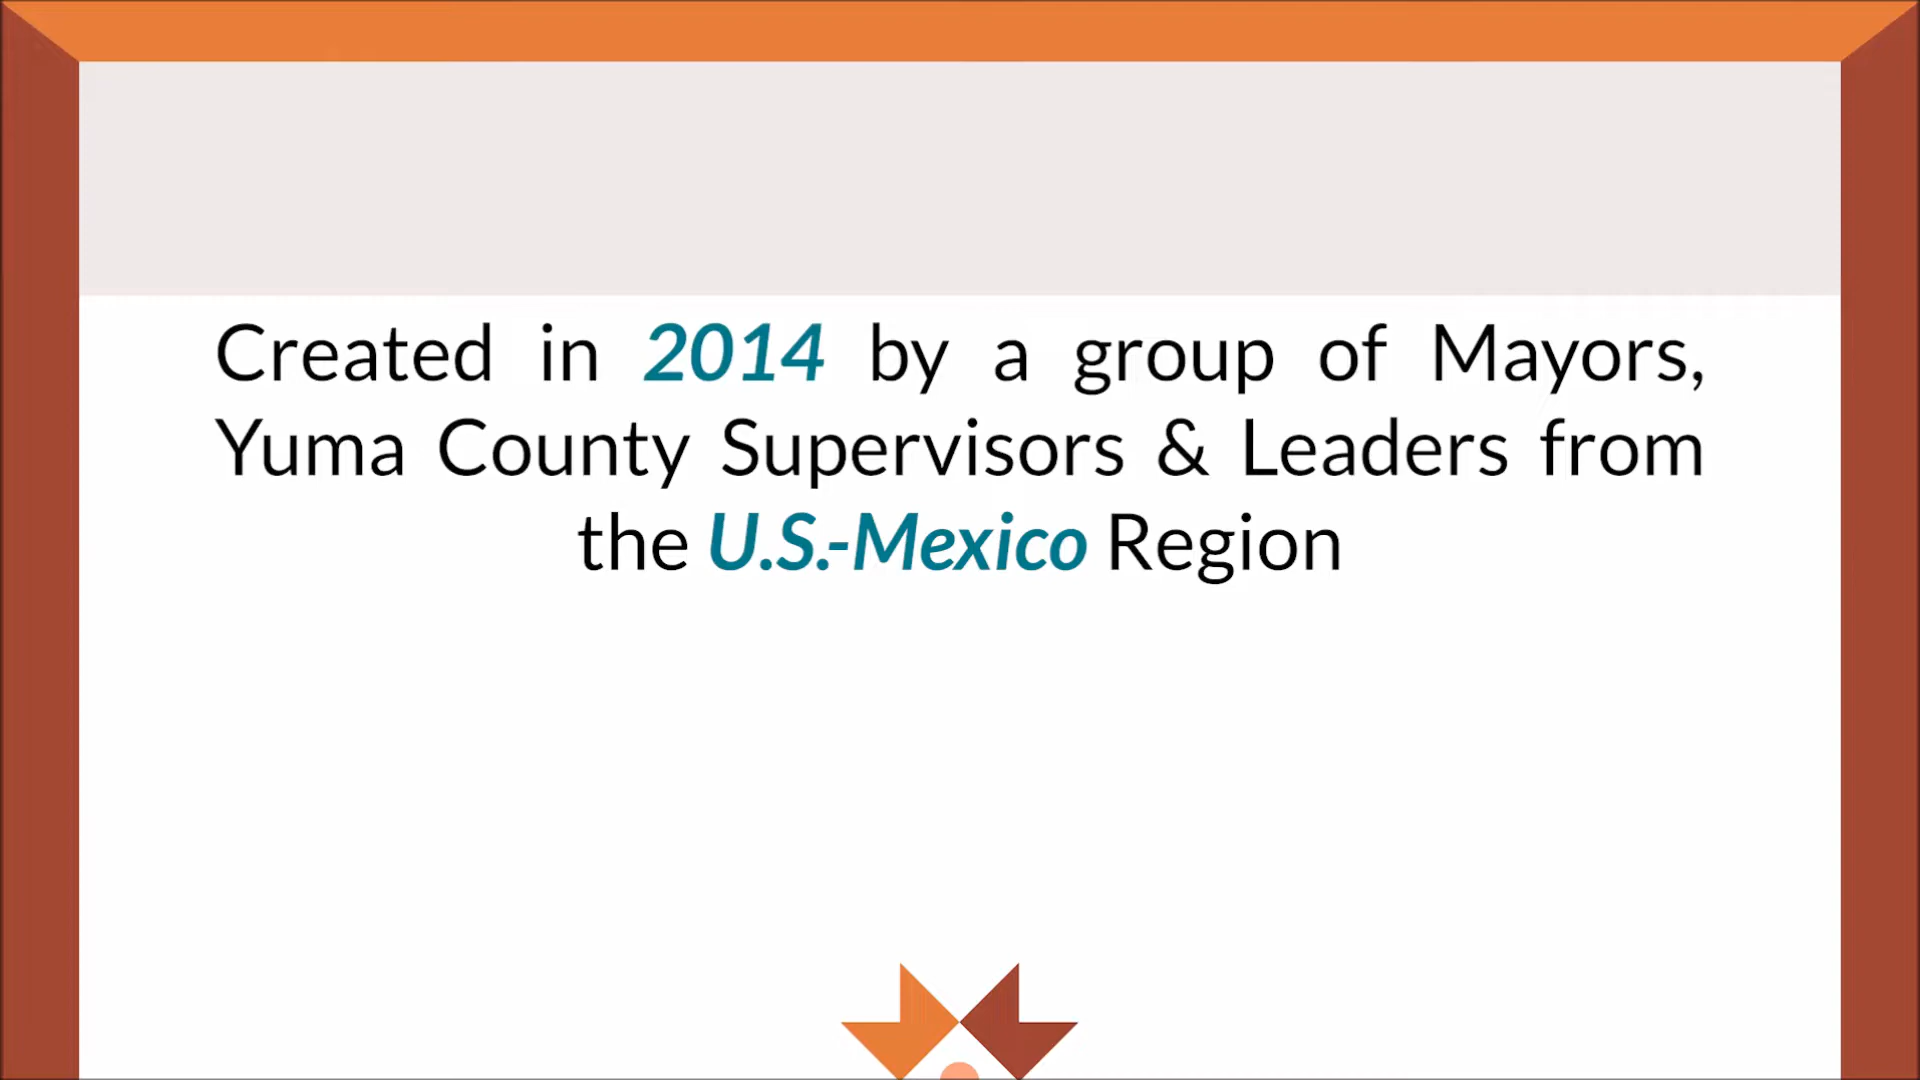 Created in 2014 by a group of Mayors,
Yuma County Supervisors & Leaders from
the U.S.-Mexico Region